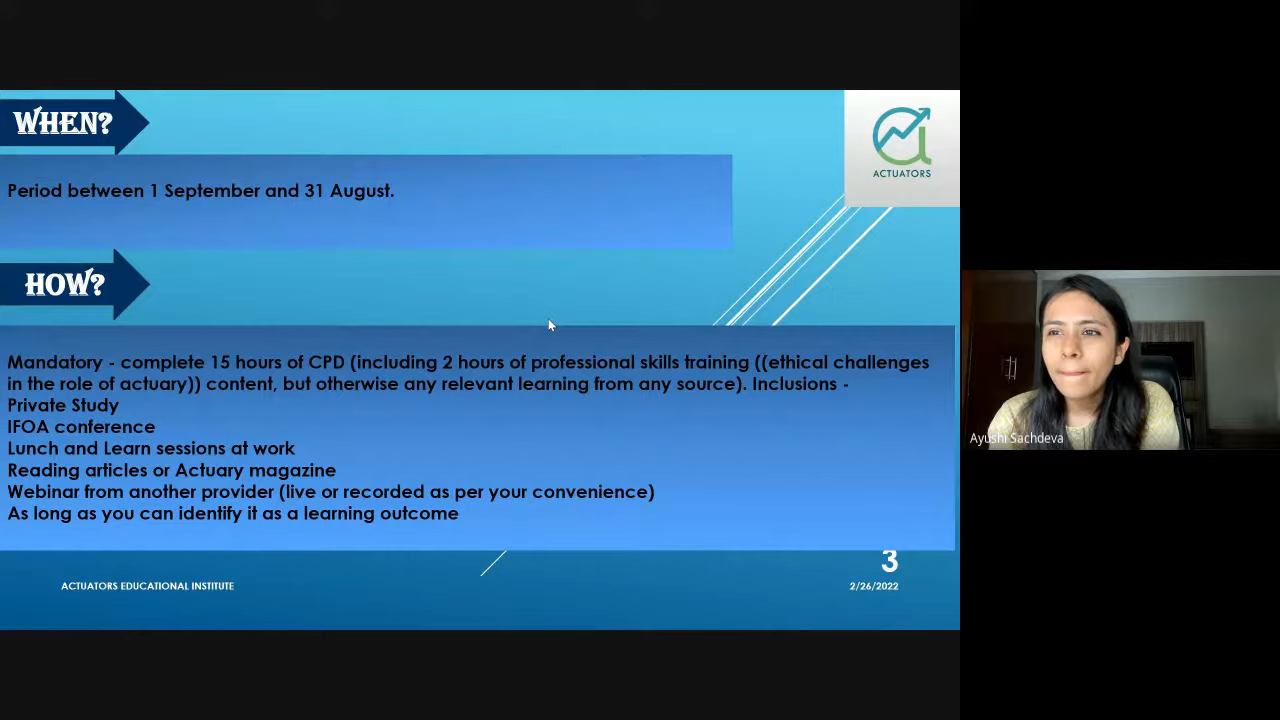 WHEN?
Period between 1 September and 31 August.
ACTUATORS
HOW?
Mandatory - complete 15 hours of CPD (including 2 hours of professional skills training ((ethical challenges
in the role of actuary)) content, but otherwise any relevant learning from any source). Inclusions -
Private Study
IFOA conference
Lunch and Learn sessions at work
Reading articles or Actuary magazine
Webinar from another provider (live or recorded as per your convenience)
As long as you can identify it as a learning outcome
3
ACTUATORS EDUCATIONAL INSTITUTE
2/26/2022
Ayushi Sachdeva